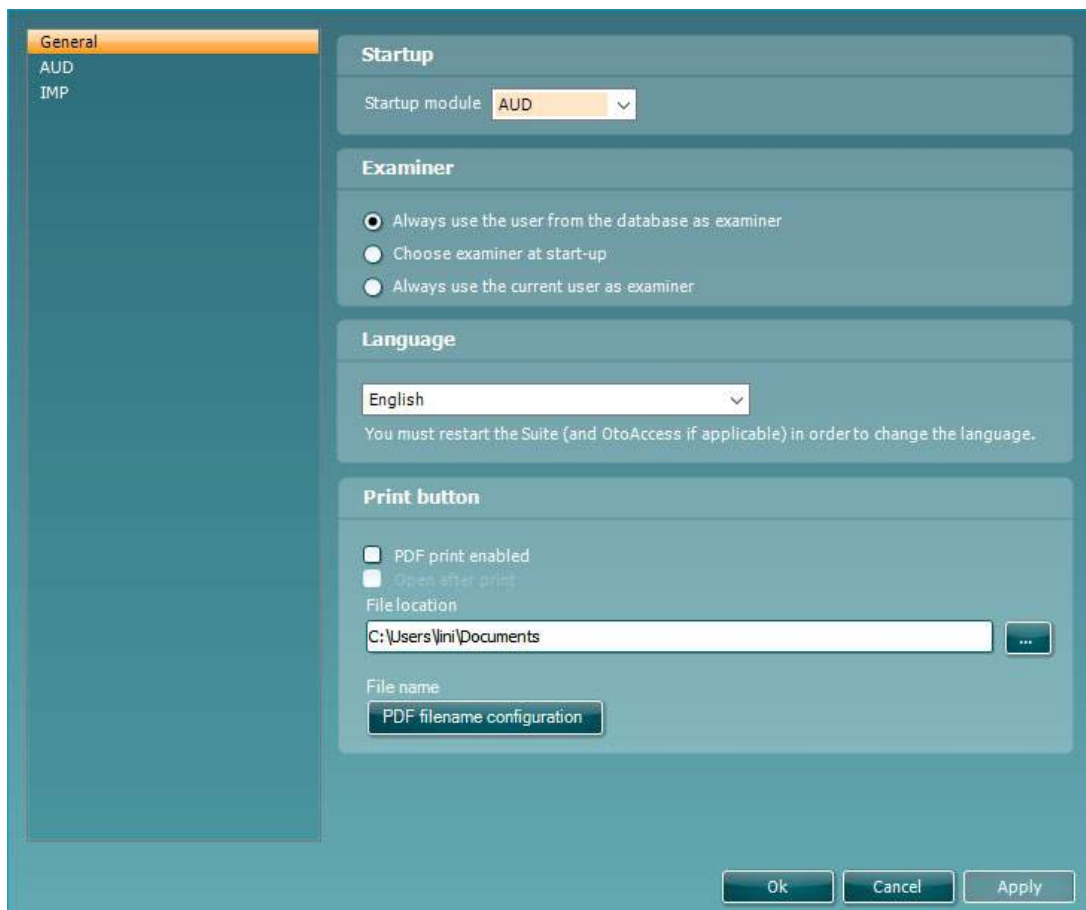 General
AUD
IMP
Startup
Startup module AUD
Examiner
Always use the user from the database as examiner
Choose examiner at start-up
Always use the current user as examiner
Language
English
You must restart the Suite (and OtoAccess if applicable) in order to change the language.
Print button
PDF print enabled
Open after print
File location
C:\Users\lini\Documents
...
File name
PDF filename configuration
Ok Cancel Apply